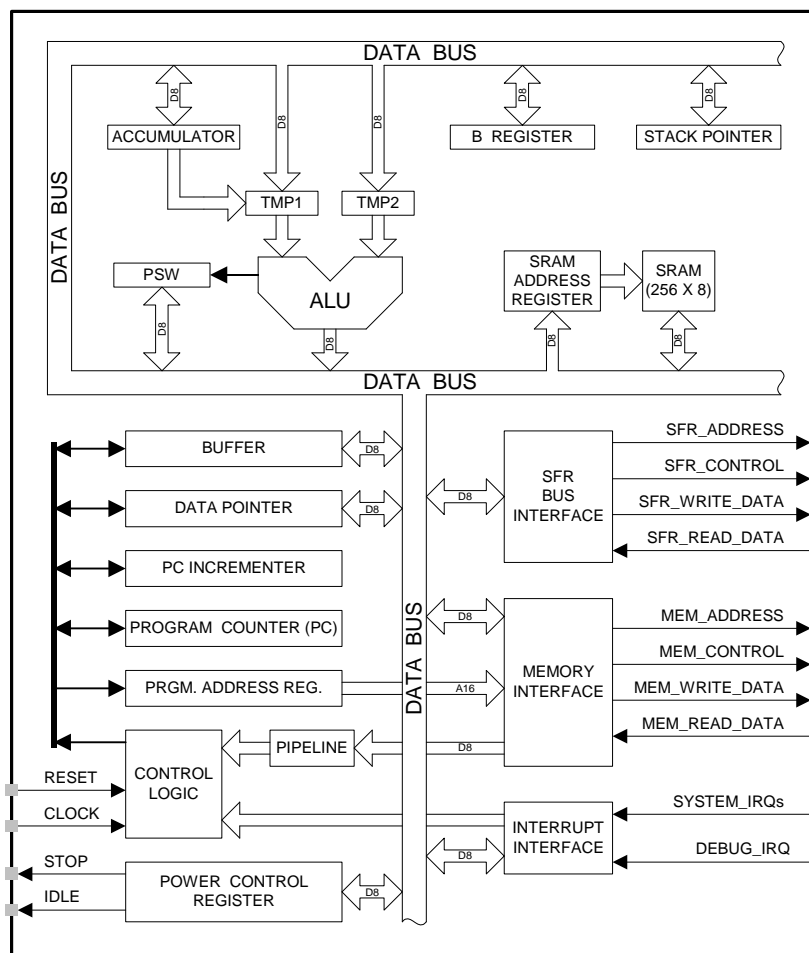 DATA BUS
D8
D8
D8
D8
D8
ACCUMULATOR
B REGISTER
STACK POINTER
DATA BUS
TMP1
TMP2
PSW
ALU
SRAM
ADDRESS
REGISTER
SRAM
(256 X 8)
D8
D8
D8
D8
DATA BUS
BUFFER
D8
SFR_ADDRESS
SFR_CONTROL
DATA POINTER
D8
D8
SFR
BUS
INTERFACE
SFR_WRITE_DATA
SFR_READ_DATA
PC INCREMENTER
PROGRAM COUNTER (PC)
DATA BUS
D8
MEM_ADDRESS
MEM_CONTROL
PRGM. ADDRESS REG.
A16
MEMORY
INTERFACE
MEM_WRITE_DATA
MEM_READ_DATA
CONTROL
LOGIC
PIPELINE
D8
RESET
CLOCK
SYSTEM_IRQs
INTERRUPT
INTERFACE
D8
DEBUG_IRQ
STOP
IDLE
POWER CONTROL
REGISTER
D8